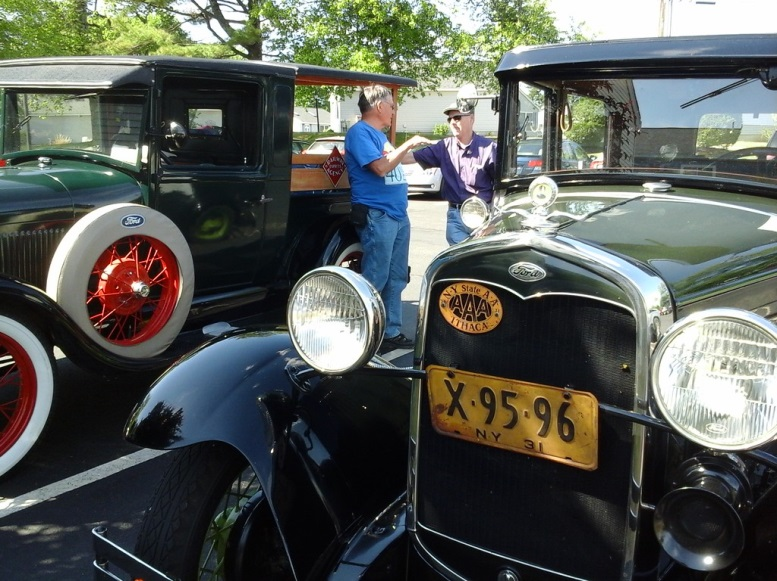 Ford
Ford
N-Y State A-A
AAA
ITHACA
X·95·96
NY 31